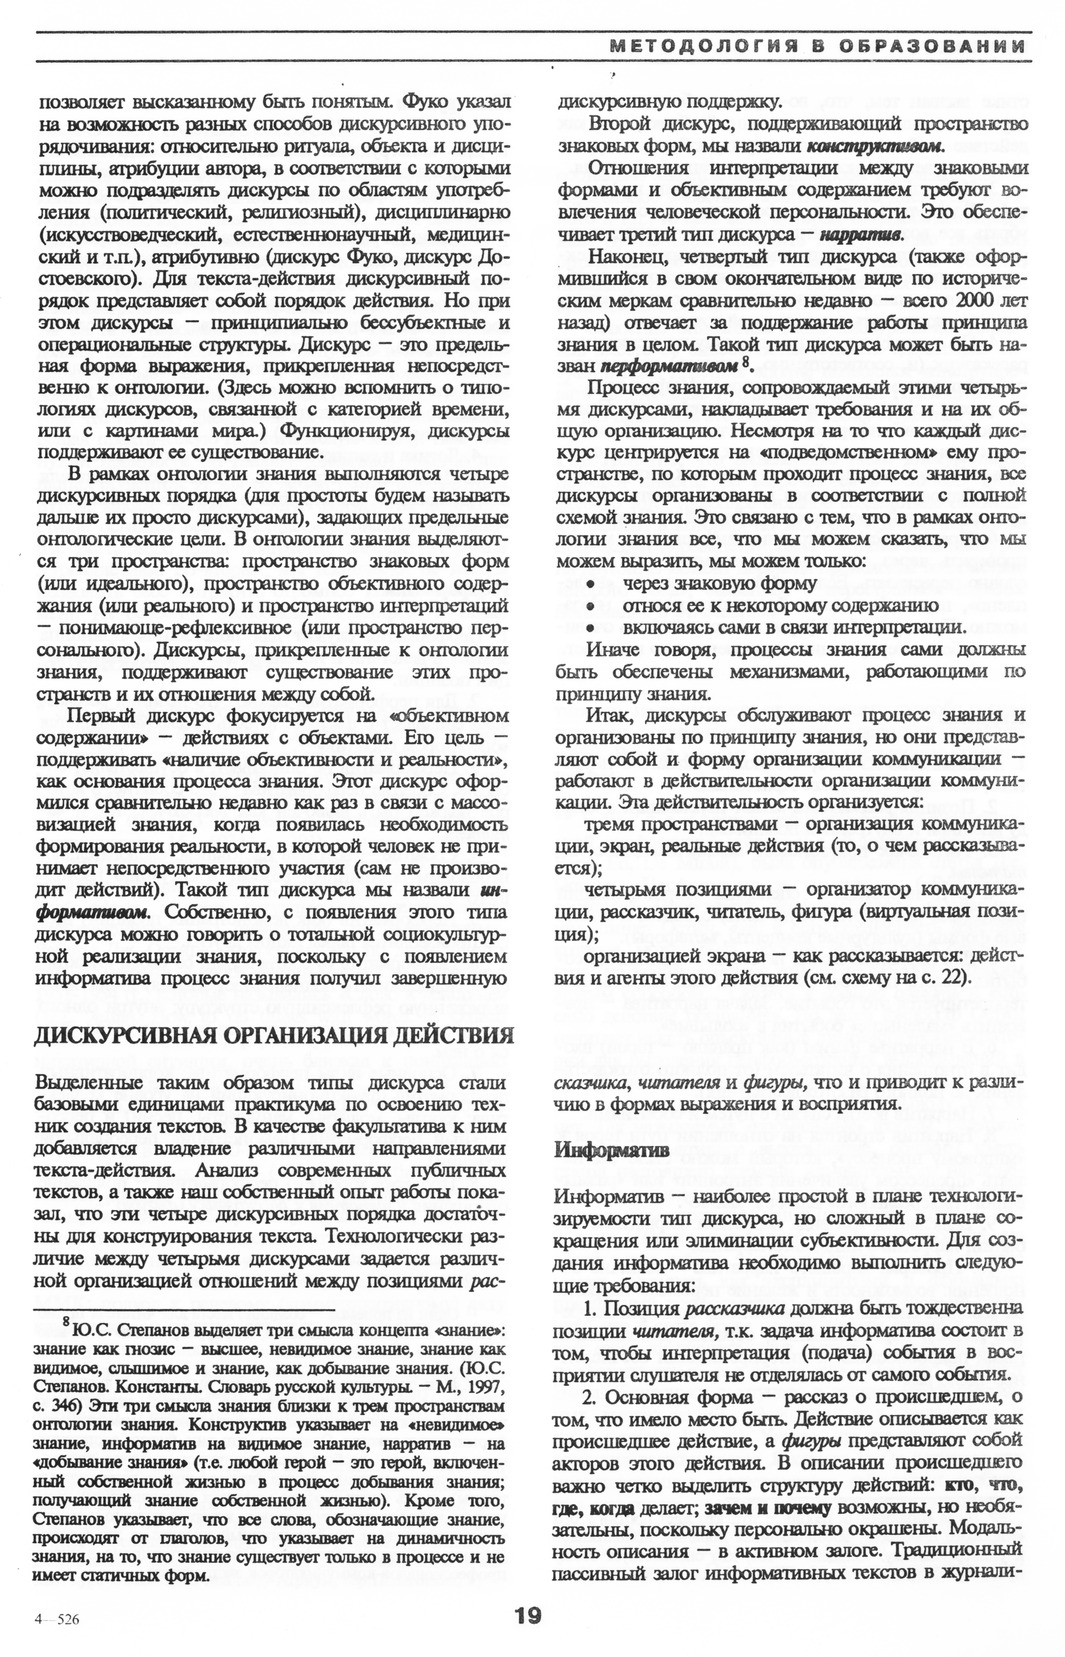 МЕТОДОЛОГИЯ В ОБРАЗОВАНИИ
позволяет высказанному быть понятым. Фуко указал
на возможность разных способов дискурсивного упо-
рядочивания: относительно ритуала, объекта и дисци-
плины, атрибуции автора, в соответствии с которыми
можно подразделять дискурсы по областям употреб-
ления (политический, религиозный), дисциплинарно
(искусствоведческий, естественнонаучный, медицин-
ский и т.п.), атрибутивно (дискурс Фуко, дискурс До-
стоевского). Для текста-действия дискурсивный по-
рядок представляет собой порядок действия. Но при
этом дискурсы — принципиально бессубъектные и
операциональные структуры. Дискурс — это предель-
ная форма выражения, прикрепленная непосредст-
венно к онтологии. (Здесь можно вспомнить о типо-
логиях дискурсов, связанной с категорией времени,
или с картинами мира.) Функционируя, дискурсы
поддерживают ее существование.
В рамках онтологии знания выполняются четыре
дискурсивных порядка (для простоты будем называть
дальше их просто дискурсами), задающих предельные
онтологические цели. В онтологии знания выделяют-
ся три пространства: пространство знаковых форм
(или идеального), пространство объективного содер-
жания (или реального) и пространство интерпретаций
— понимающе-рефлексивное (или пространство пер-
сонального). Дискурсы, прикрепленные к онтологии
знания, поддерживают существование этих про-
странств и их отношения между собой.
Первый дискурс фокусируется на «объективном
содержании» — действиях с объектами. Его цель —
поддерживать «наличие объективности и реальности»,
как основания процесса знания. Этот дискурс офор-
мился сравнительно недавно как раз в связи с массо-
визацией знания, когда появилась необходимость
формирования реальности, в которой человек не при-
нимает непосредственного участия (сам не произво-
дит действий). Такой тип дискурса мы назвали ин-
формативом. Собственно, с появления этого типа
дискурса можно говорить о тотальной социокультур-
ной реализации знания, поскольку с появлением
информатива процесс знания получил завершенную
дискурсивную поддержку.
Второй дискурс, поддерживающий пространство
знаковых форм, мы назвали конструктивом.
Отношения интерпретации между знаковыми
формами и объективным содержанием требуют во-
влечения человеческой персональности. Это обеспе-
чивает третий тип дискурса — нарратив.
Наконец, четвертый тип дискурса (также офор-
мившийся в свом окончательном виде по историче-
ским меркам сравнительно недавно — всего 2000 лет
назад) отвечает за поддержание работы принципа
знания в целом. Такой тип дискурса может быть на-
зван перформативом 8.
Процесс знания, сопровождаемый этими четырь-
мя дискурсами, накладывает требования и на их об-
щую организацию. Несмотря на то что каждый дис-
курс центрируется на «подведомственном» ему про-
странстве, по которым проходит процесс знания, все
дискурсы организованы в соответствии с полной
схемой знания. Это связано с тем, что в рамках онто-
логии знания все, что мы можем сказать, что мы
можем выразить, мы можем только:
• через знаковую форму
• относя ее к некоторому содержанию
• включаясь сами в связи интерпретации.
Иначе говоря, процессы знания сами должны
быть обеспечены механизмами, работающими по
принципу знания.
Итак, дискурсы обслуживают процесс знания и
организованы по принципу знания, но они представ-
ляют собой и форму организации коммуникации —
работают в действительности организации коммуни-
кации. Эта действительность организуется:
тремя пространствами — организация коммуника-
ции, экран, реальные действия (то, о чем рассказыва-
ется);
четырьмя позициями — организатор коммуника-
ции, рассказчик, читатель, фигура (виртуальная пози-
ция);
организацией экрана — как рассказывается: дейст-
вия и агенты этого действия (см. схему на с. 22).
ДИСКУРСИВНАЯ ОРГАНИЗАЦИЯ ДЕЙСТВИЯ
Выделенные таким образом типы дискурса стали
базовыми единицами практикума по освоению тех-
ник создания текстов. В качестве факультатива к ним
добавляется владение различными направлениями
текста-действия. Анализ современных публичных
текстов, а также наш собственный опыт работы пока-
зал, что эти четыре дискурсивных порядка достаточ-
ны для конструирования текста. Технологически раз-
личие между четырьмя дискурсами задается различ-
ной организацией отношений между позициями рас-
8 Ю.С. Степанов выделяет три смысла концепта «знание»:
знание как гнозис — высшее, невидимое знание, знание как
видимое, слышимое и знание, как добывание знания. (Ю.С.
Степанов. Константы. Словарь русской культуры. — М., 1997,
с. 346) Эти три смысла знания близки к трем пространствам
онтологии знания. Конструктив указывает на «невидимое»
знание, информатив на видимое знание, нарратив — на
«добывание знания» (т.е. любой герой — это герой, включен-
ный собственной жизнью в процесс добывания знания;
получающий знание собственной жизнью). Кроме того,
Степанов указывает, что все слова, обозначающие знание,
происходят от глаголов, что указывает на динамичность
знания, на то, что знание существует только в процессе и не
имеет статичных форм.
сказчика, читателя и фигуры, что и приводит к разли-
чию в формах выражения и восприятия.
Информатив
Информатив — наиболее простой в плане технологи-
зируемости тип дискурса, но сложный в плане со-
кращения или элиминации субъективности. Для соз-
дания информатива необходимо выполнить следую-
щие требования:
1. Позиция рассказчика должна быть тождественна
позиции читателя, т.к. задача информатива состоит в
том, чтобы интерпретация (подача) события в вос-
приятии слушателя не отделялась от самого события.
2. Основная форма — рассказ о происшедшем, о
том, что имело место быть. Действие описывается как
происшедшее действие, а фигуры представляют собой
акторов этого действия. В описании происшедшего
важно четко выделить структуру действий: кто, что,
где, когда делает; зачем и почему возможны, но необя-
зательны, поскольку персонально окрашены. Модаль-
ность описания — в активном залоге. Традиционный
пассивный залог информативных текстов в журнали-
4—526
19